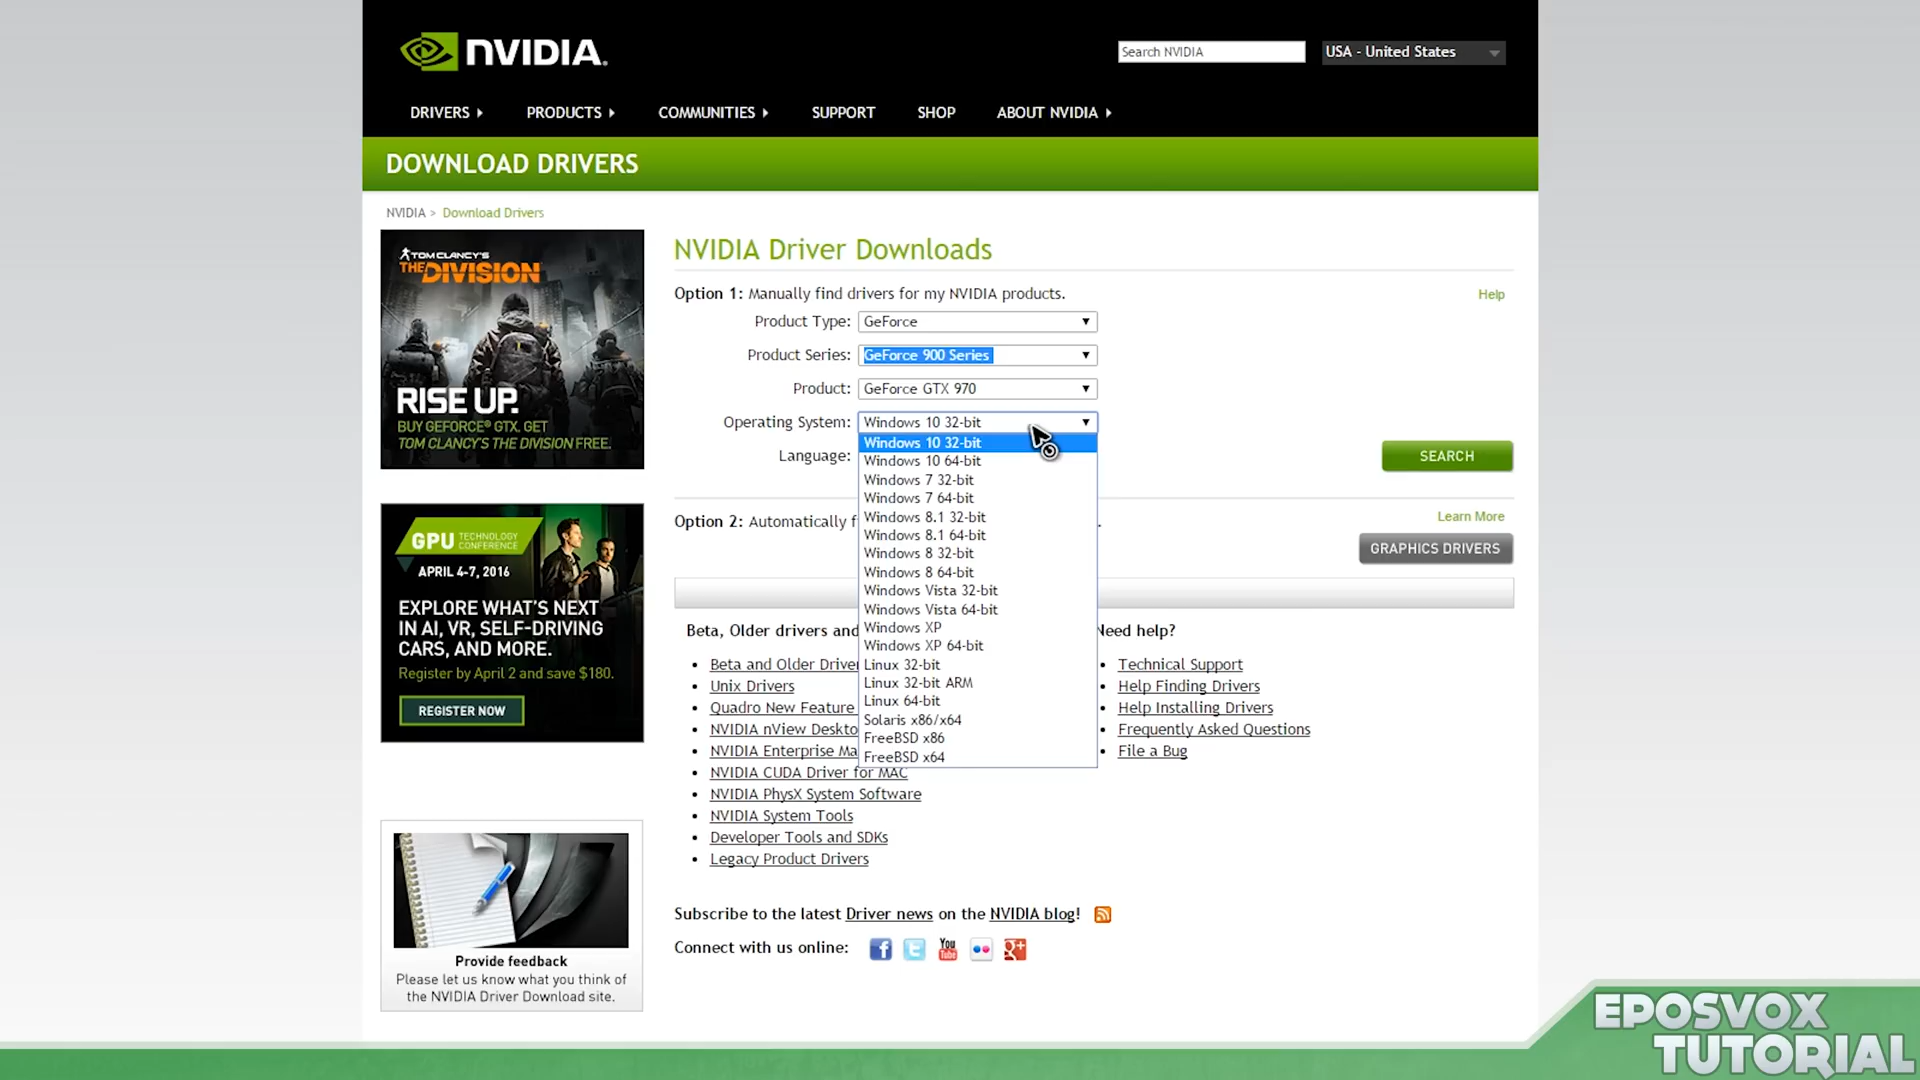 NVIDIA.
Search NVIDIA
USA - United States
DRIVERS
PRODUCTS
COMMUNITIES
SUPPORT
SHOP
ABOUT NVIDIA
DOWNLOAD DRIVERS
NVIDIA > Download Drivers
TOM CLANCY'S
THE DIVISION
RISE UP.
BUY GEFORCE® GTX. GET
TOM CLANCY'S THE DIVISION FREE.
GPU TECHNOLOGY
CONFERENCE
APRIL 4-7, 2016
EXPLORE WHAT'S NEXT
IN AI, VR, SELF-DRIVING
CARS, AND MORE.
Register by April 2 and save $180.
REGISTER NOW
Provide feedback
Please let us know what you think of
the NVIDIA Driver Download site.
NVIDIA Driver Downloads
Option 1: Manually find drivers for my NVIDIA products.
Help
Product Type: GeForce
Product Series: GeForce 900 Series
Product: GeForce GTX 970
Operating System: Windows 10 32-bit
Language:
Windows 10 32-bit
Windows 10 64-bit
Windows 7 32-bit
Windows 7 64-bit
Windows 8.1 32-bit
Windows 8.1 64-bit
Windows 8 32-bit
Windows 8 64-bit
Windows Vista 32-bit
Windows Vista 64-bit
Windows XP
Windows XP 64-bit
Linux 32-bit
Linux 32-bit ARM
Linux 64-bit
Solaris x86/x64
FreeBSD x86
FreeBSD x64
SEARCH
Option 2: Automatically f
.
Learn More
GRAPHICS DRIVERS
Beta, Older drivers and
Beta and Older Driver
Unix Drivers
Quadro New Feature
NVIDIA nView Deskto
NVIDIA Enterprise Ma
NVIDIA CUDA Driver for MAC
NVIDIA PhysX System Software
NVIDIA System Tools
Developer Tools and SDKs
Legacy Product Drivers
Need help?
Technical Support
Help Finding Drivers
Help Installing Drivers
Frequently Asked Questions
File a Bug
Subscribe to the latest Driver news on the NVIDIA blog!
Connect with us online:
You
Tube
EPOSVOX
TUTORIAL